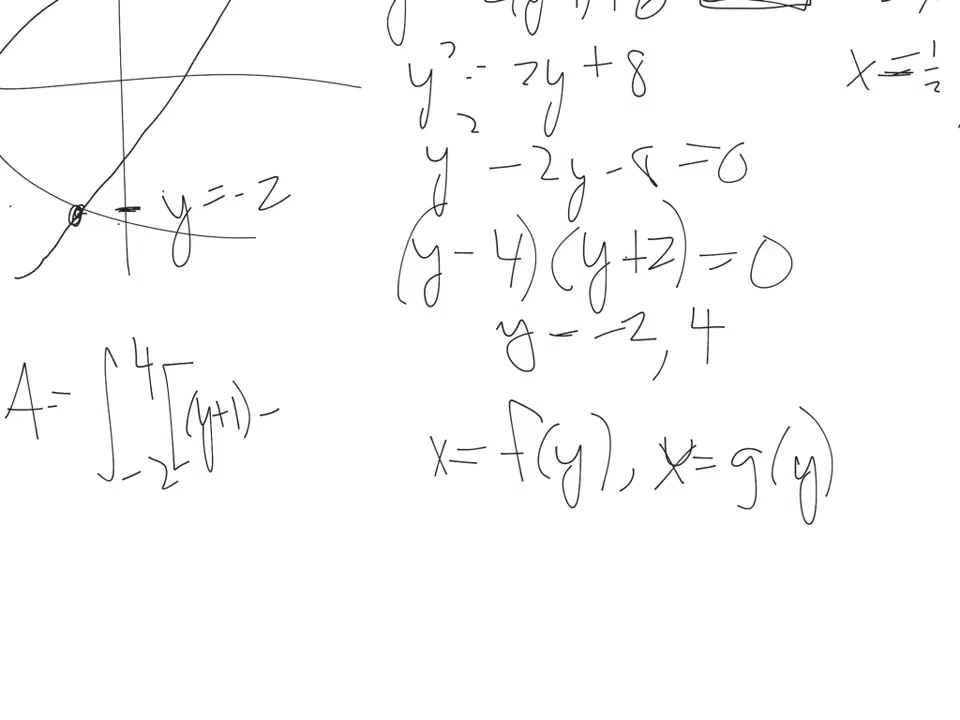 y² = 2y + 8
x = 1/2
y² - 2y - 8 = 0
y = -2
(y - 4)(y + 2) = 0
y = -2, 4
A = ∫₋₂⁴ [(y+1) -
x = f(y), x = g(y)